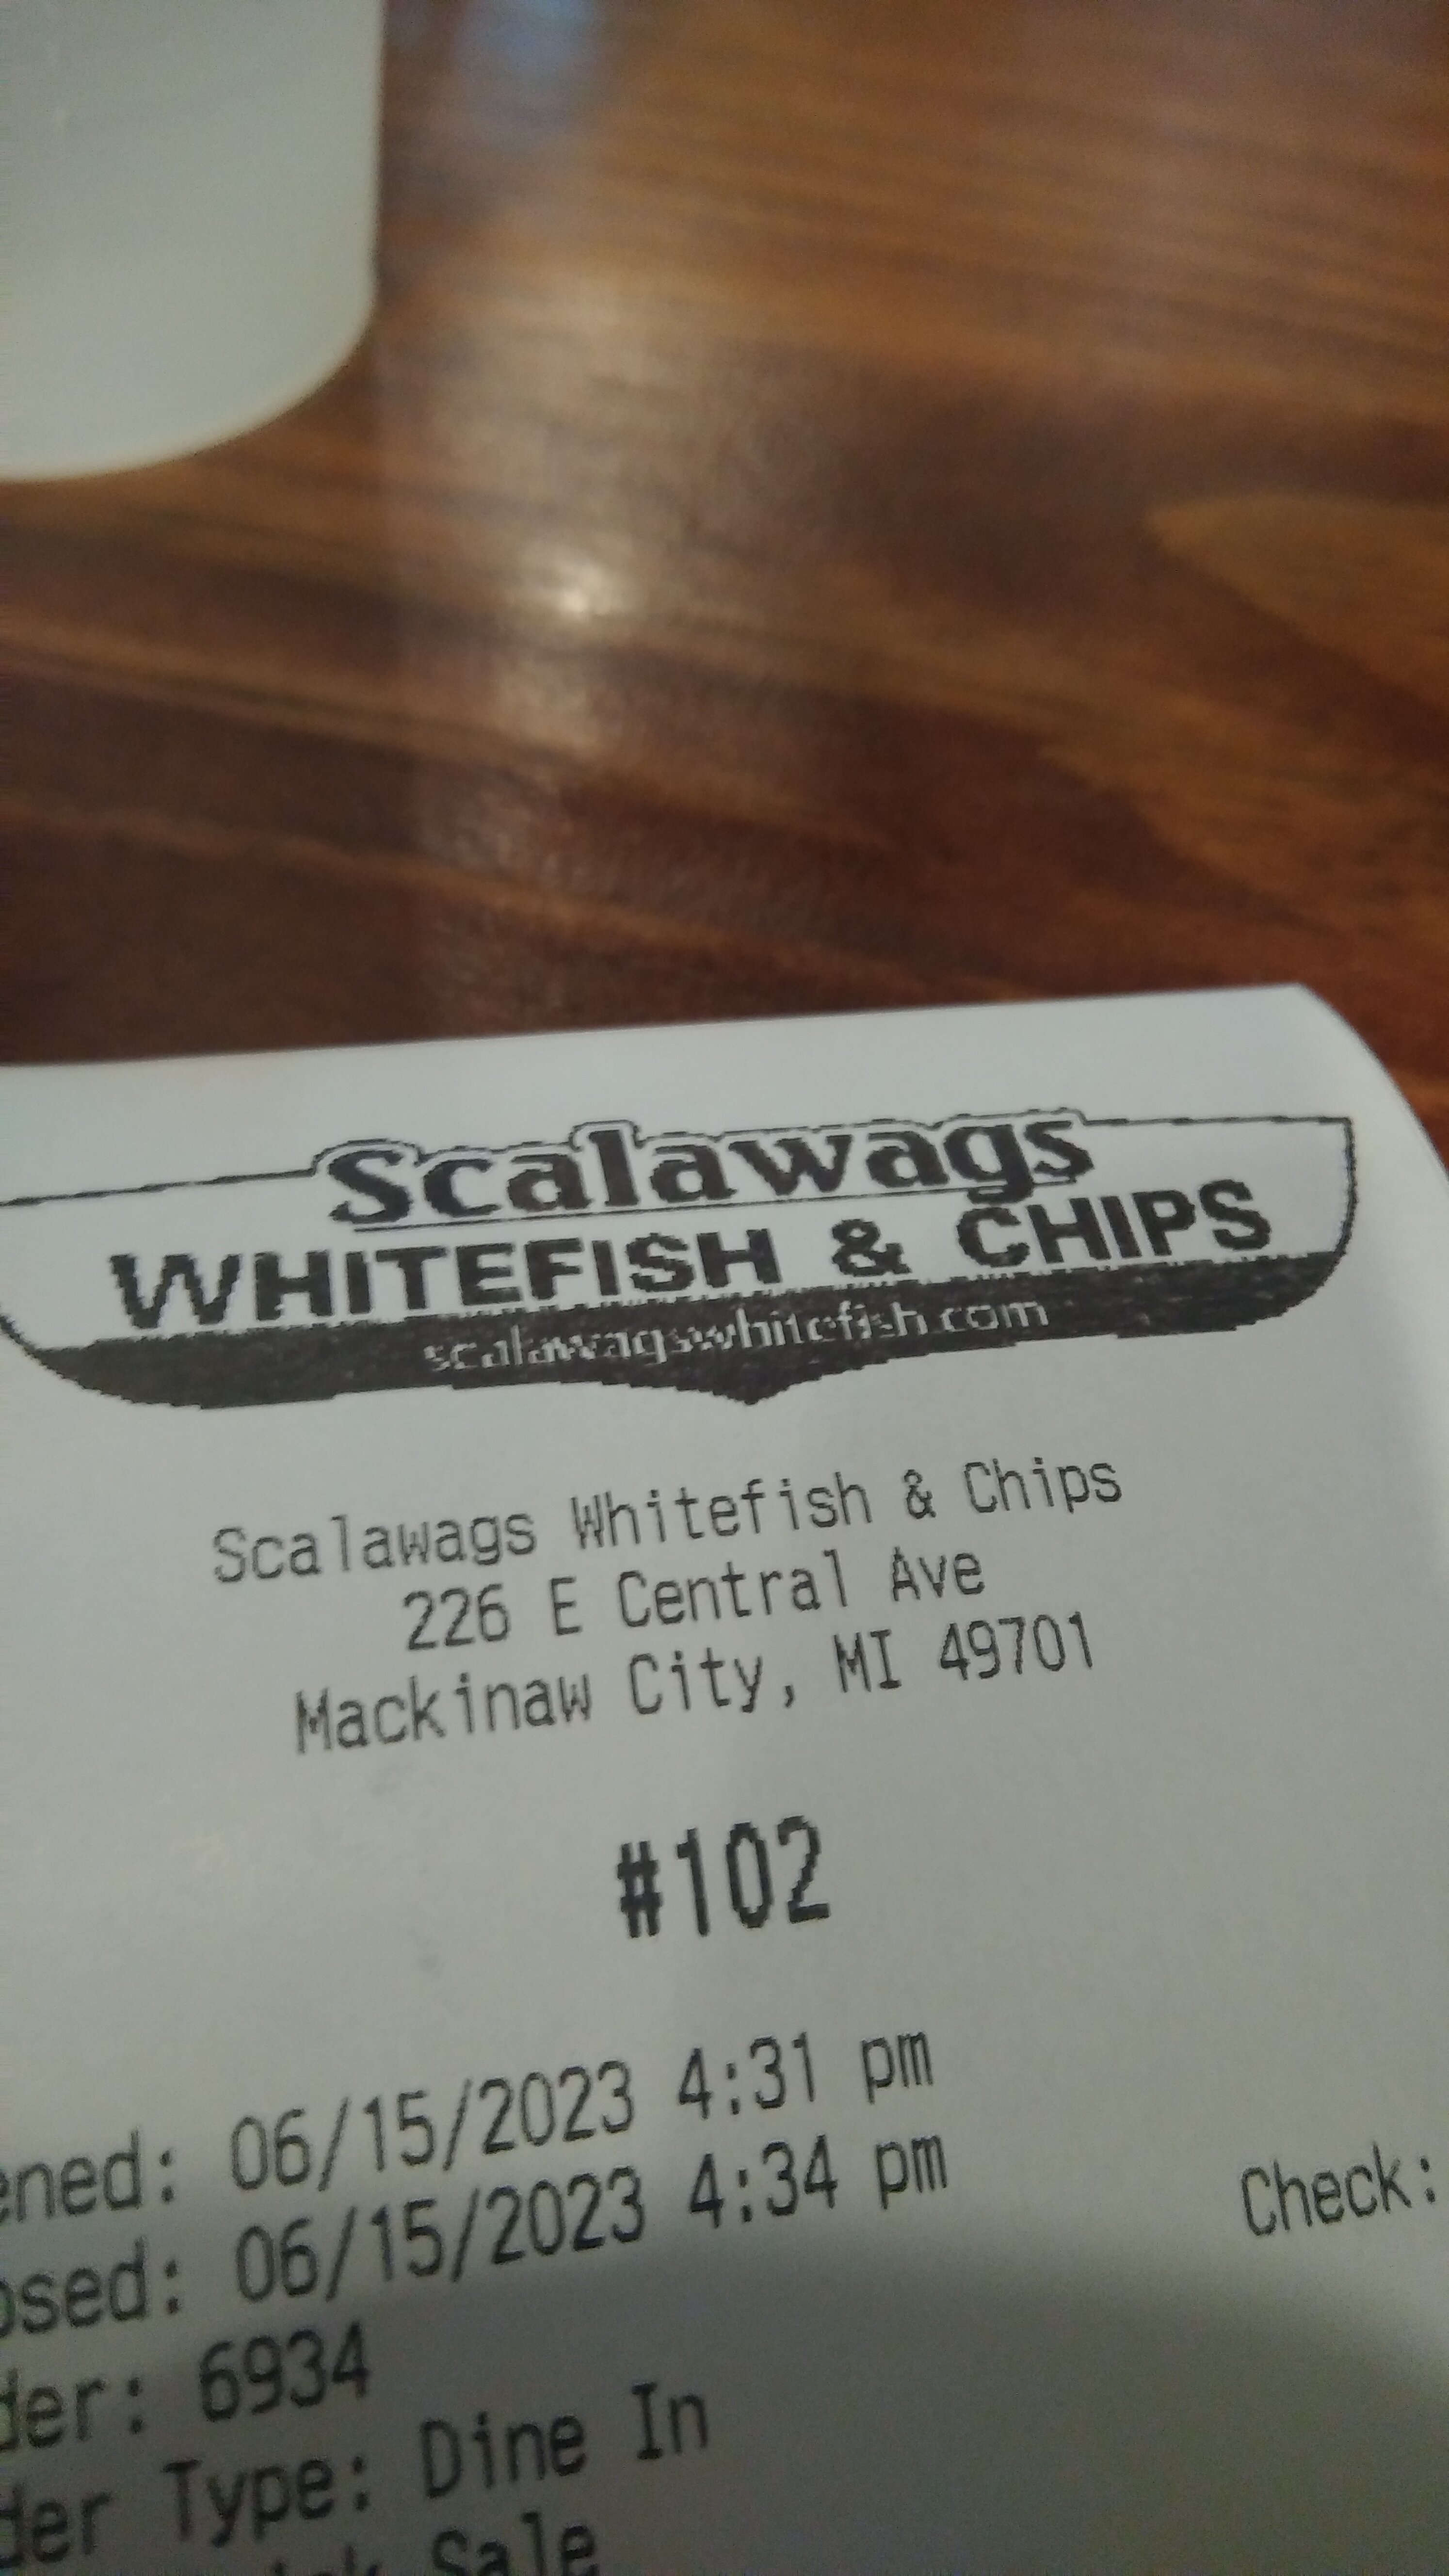 Scalawags
WHITEFISH & CHIPS
scalawagswhitefish.com
Scalawags Whitefish & Chips
226 E Central Ave
Mackinaw City, MI 49701
#102
ened: 06/15/2023 4:31 pm
osed: 06/15/2023 4:34 pm
Check:
der: 6934
der Type: Dine In
Sale